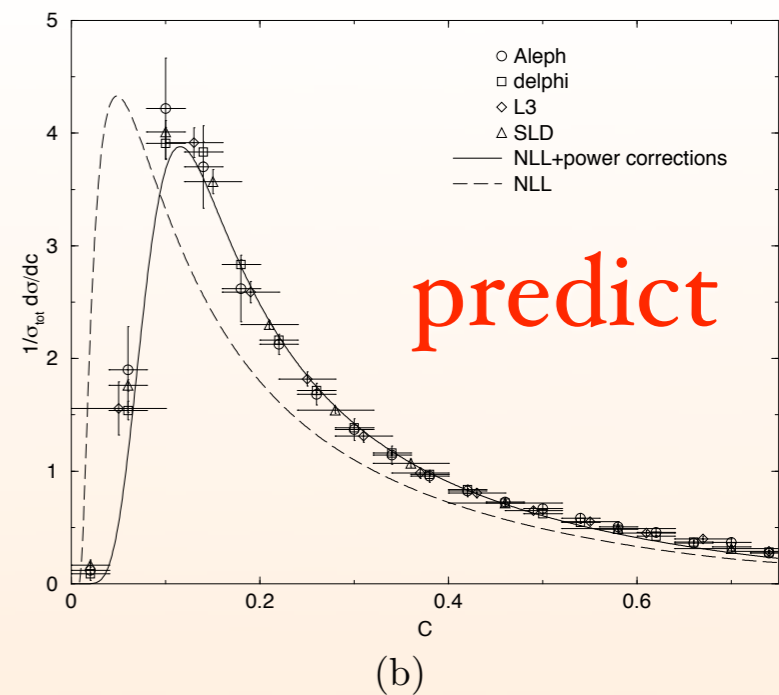 5
4
3
2
1
0
1/σtot dσ/dc
Aleph
delphi
L3
SLD
NLL+power corrections
NLL
predict
0
0.2
0.4
0.6
C
(b)